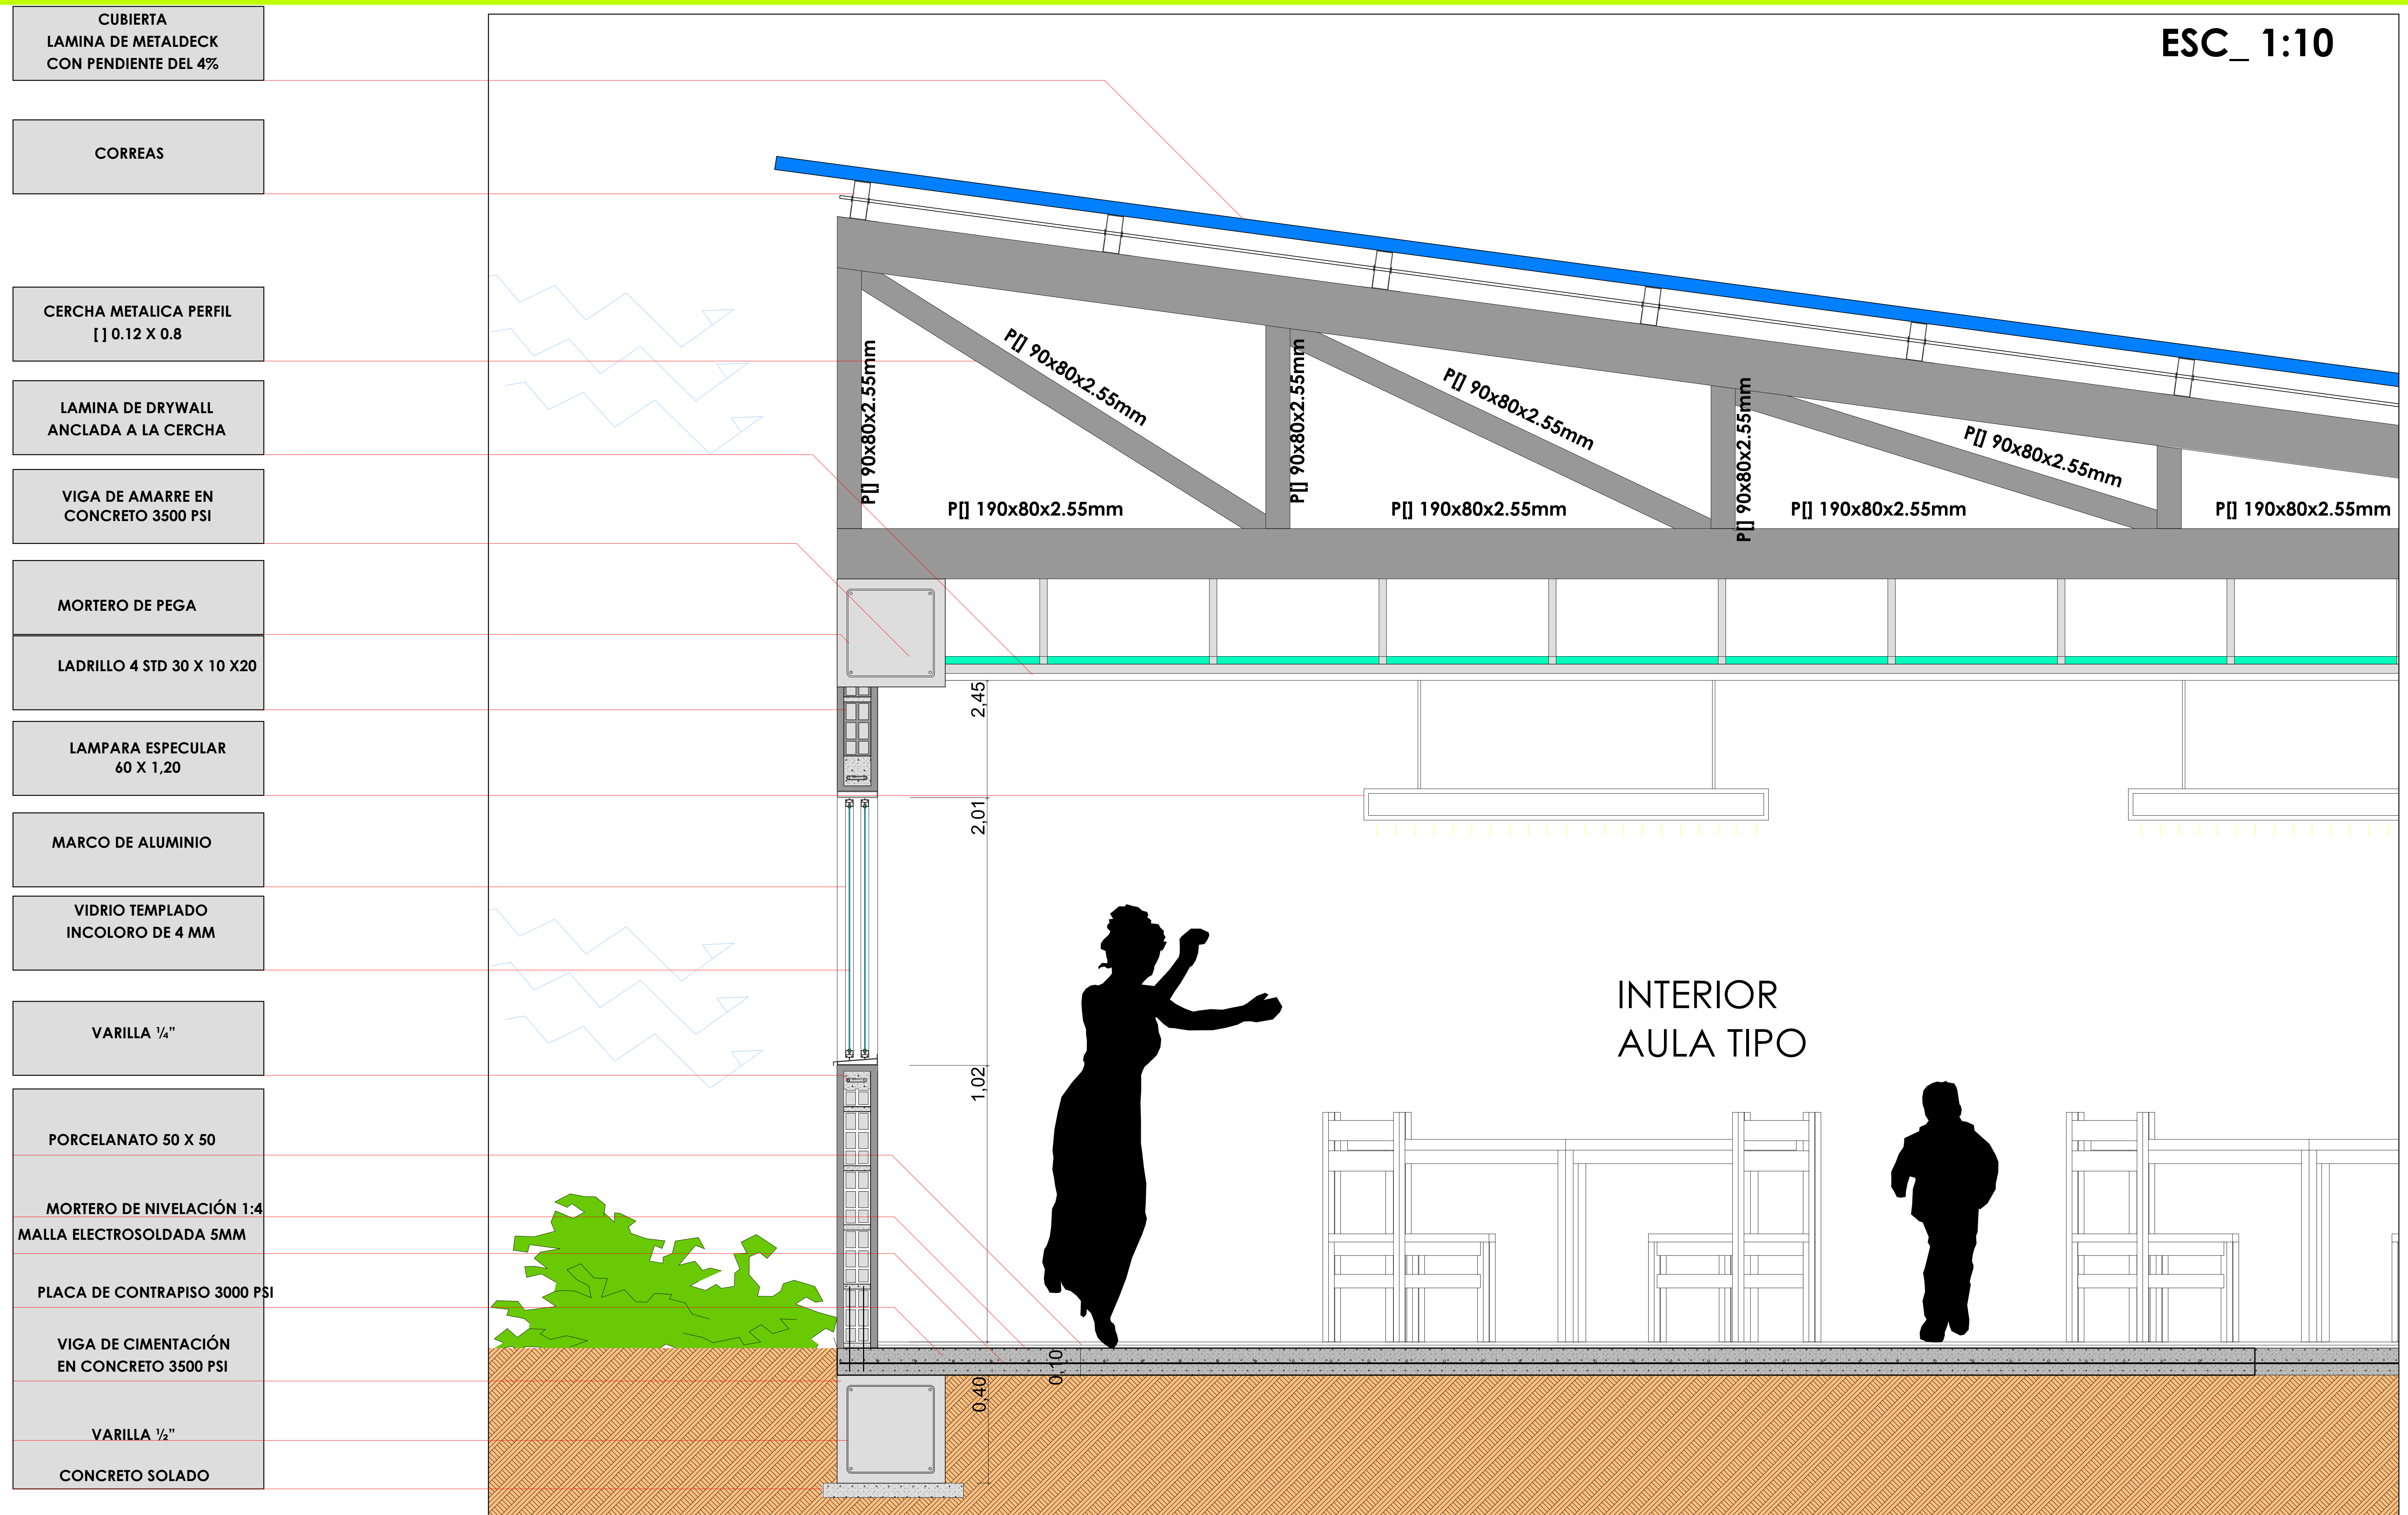 CUBIERTA
LAMINA DE METALDECK
CON PENDIENTE DEL 4%
CORREAS
CERCHA METALICA PERFIL
[ ] 0.12 X 0.8
LAMINA DE DRYWALL
ANCLADA A LA CERCHA
VIGA DE AMARRE EN
CONCRETO 3500 PSI
MORTERO DE PEGA
LADRILLO 4 STD 30 X 10 X20
LAMPARA ESPECULAR
60 X 1,20
MARCO DE ALUMINIO
VIDRIO TEMPLADO
INCOLORO DE 4 MM
VARILLA ¼”
PORCELANATO 50 X 50
MORTERO DE NIVELACIÓN 1:4
MALLA ELECTROSOLDADA 5MM
PLACA DE CONTRAPISO 3000 PSI
VIGA DE CIMENTACIÓN
EN CONCRETO 3500 PSI
VARILLA ½”
CONCRETO SOLADO
ESC_ 1:10
P[] 90x80x2.55mm
P[] 90x80x2.55mm
P[] 90x80x2.55mm
P[] 90x80x2.55mm
P[] 90x80x2.55mm
P[] 90x80x2.55mm
P[] 190x80x2.55mm
P[] 190x80x2.55mm
P[] 190x80x2.55mm
P[] 190x80x2.55mm
2,45
2,01
1,02
INTERIOR
AULA TIPO
0,10
0,40